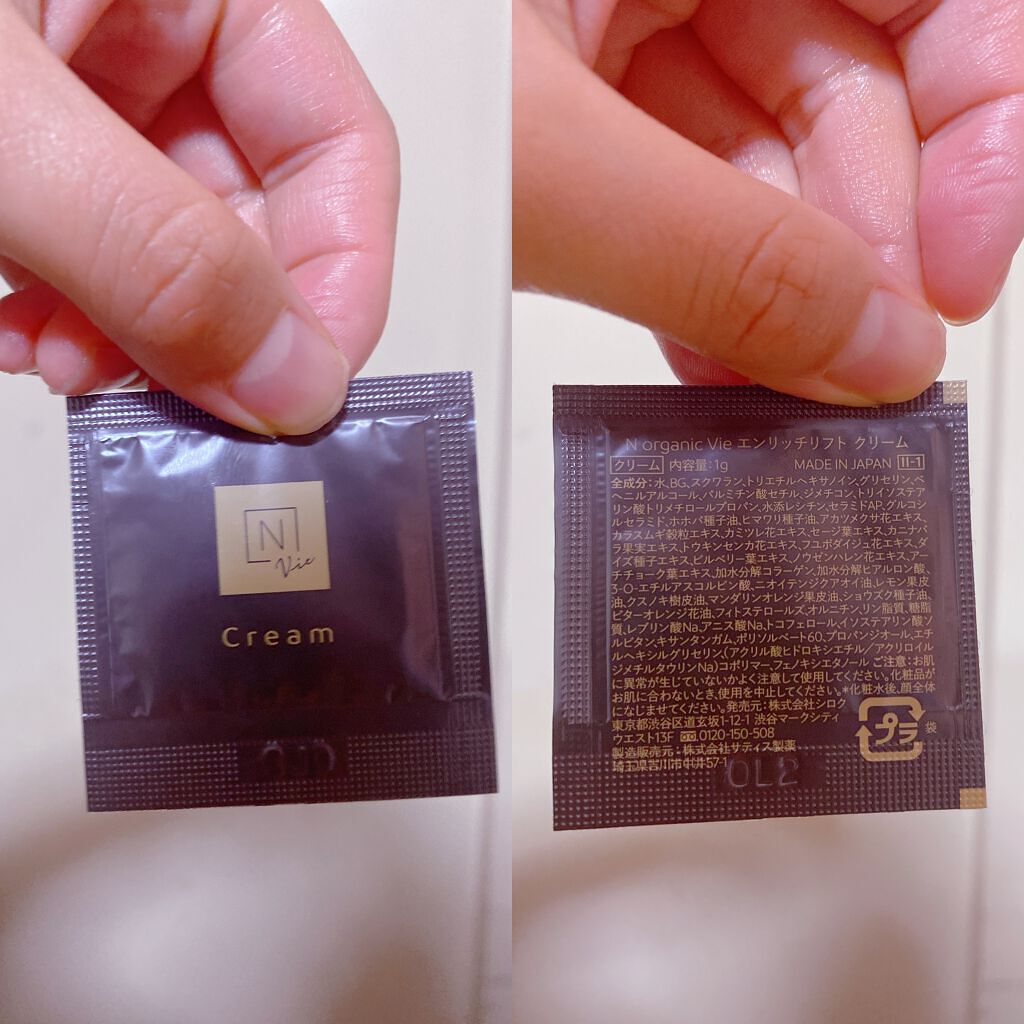 N
Vie
Cream
N organic Vie エンリッチリフト クリーム
クリーム 内容量:1g MADE IN JAPAN II-1
全成分:水、BG、スクワラン、トリエチルヘキサノイン、グリセリン、ベ
ヘニルアルコール、パルミチン酸セチル、ジメチコン、トリイソステア
リン酸トリメチロールプロパン、水添レシチン、セラミドAP、グルコシ
ルセラミド、ホホバ種子油、ヒマワリ種子油、アカツメクサ花エキス、
カラスムギ穀粒エキス、カミツレ花エキス、セージ葉エキス、カニナバ
ラ果実エキス、トウキンセンカ花エキス、フユボダイジュ花エキス、ダ
イズ種子エキス、ビルベリー葉エキス、ノウゼンハレン花エキス、アー
チチョーク葉エキス、加水分解コラーゲン、加水分解ヒアルロン酸、
3-O-エチルアスコルビン酸、ニオイテンジクアオイ油、レモン果皮
油、クスノキ樹皮油、マンダリンオレンジ果皮油、ショウズク種子油、
ビターオレンジ花油、フィトステロールズ、オルニチン、リン脂質、糖脂
質、レブリン酸Na、アニス酸Na、トコフェロール、イソステアリン酸ソ
ルビタン、キサンタンガム、ポリソルベート60、プロパンジオール、エチ
ルヘキシルグリセリン、(アクリル酸ヒドロキシエチル/アクリロイル
ジメチルタウリンNa)コポリマー、フェノキシエタノール ご注意:お肌
に異常が生じていないかよく注意して使用してください。化粧品が
お肌に合わないとき、使用を中止してください。*化粧水後、顔全体
になじませてください。発売元:株式会社シロク
東京都渋谷区道玄坂1-12-1 渋谷マークシティ
ウエスト13F 0120-150-508
製造販売元:株式会社サティス製薬
埼玉県吉川市中井57-1
プラ
袋
OL2